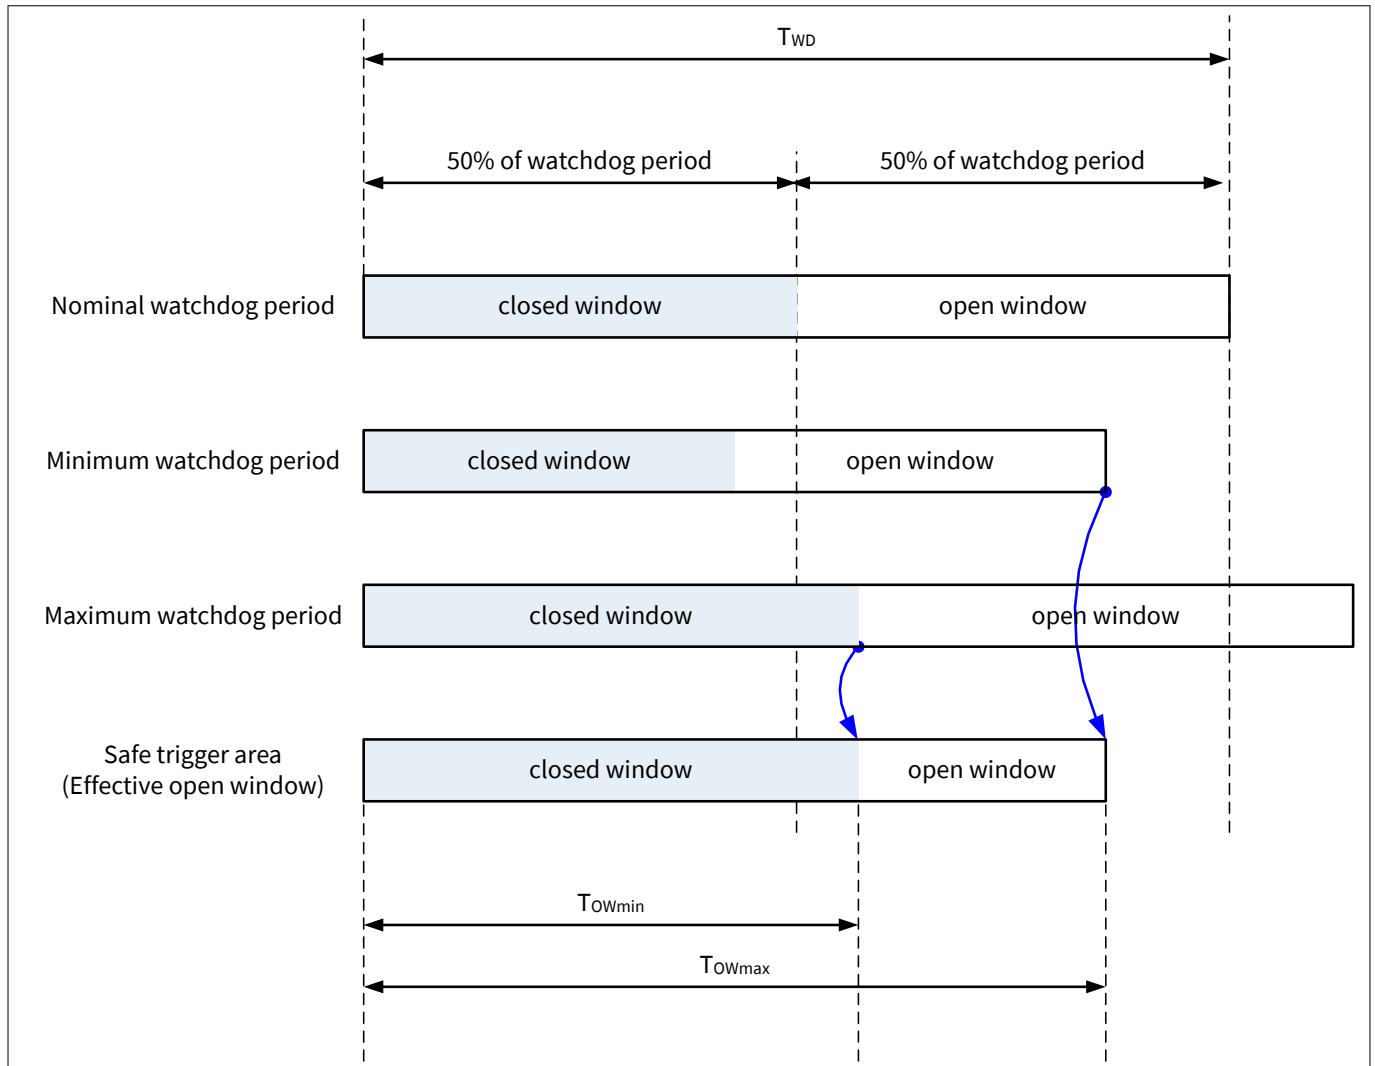 TWD
50% of watchdog period
50% of watchdog period
Nominal watchdog period
closed window
open window
Minimum watchdog period
closed window
open window
Maximum watchdog period
closed window
open window
Safe trigger area
(Effective open window)
closed window
open window
TOWmin
TOWmax